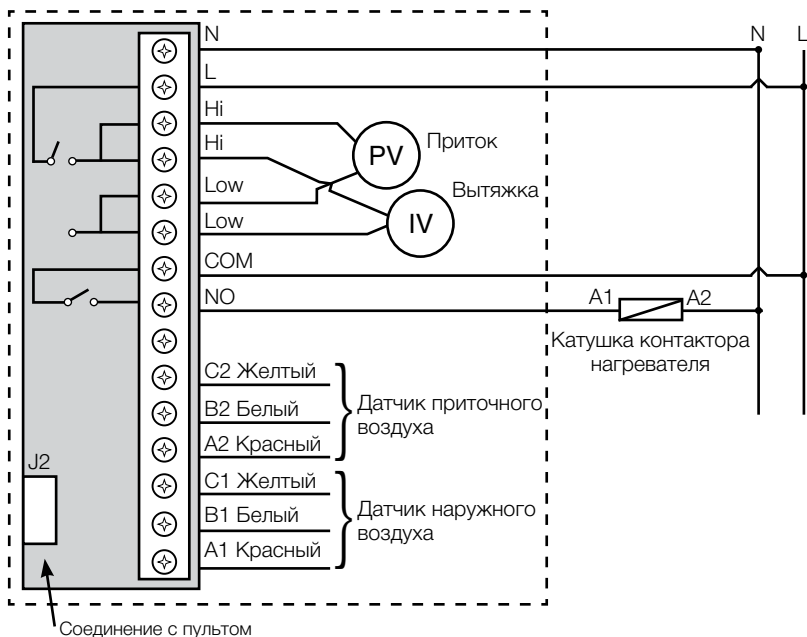 N
N L
L
Hi
PV
Приток
Hi
Вытяжка
Low
IV
Low
COM
NO
A1 A2
Катушка контактора
нагревателя
C2 Желтый
B2 Белый
A2 Красный
Датчик приточного
воздуха
C1 Желтый
B1 Белый
A1 Красный
Датчик наружного
воздуха
J2
Соединение с пультом